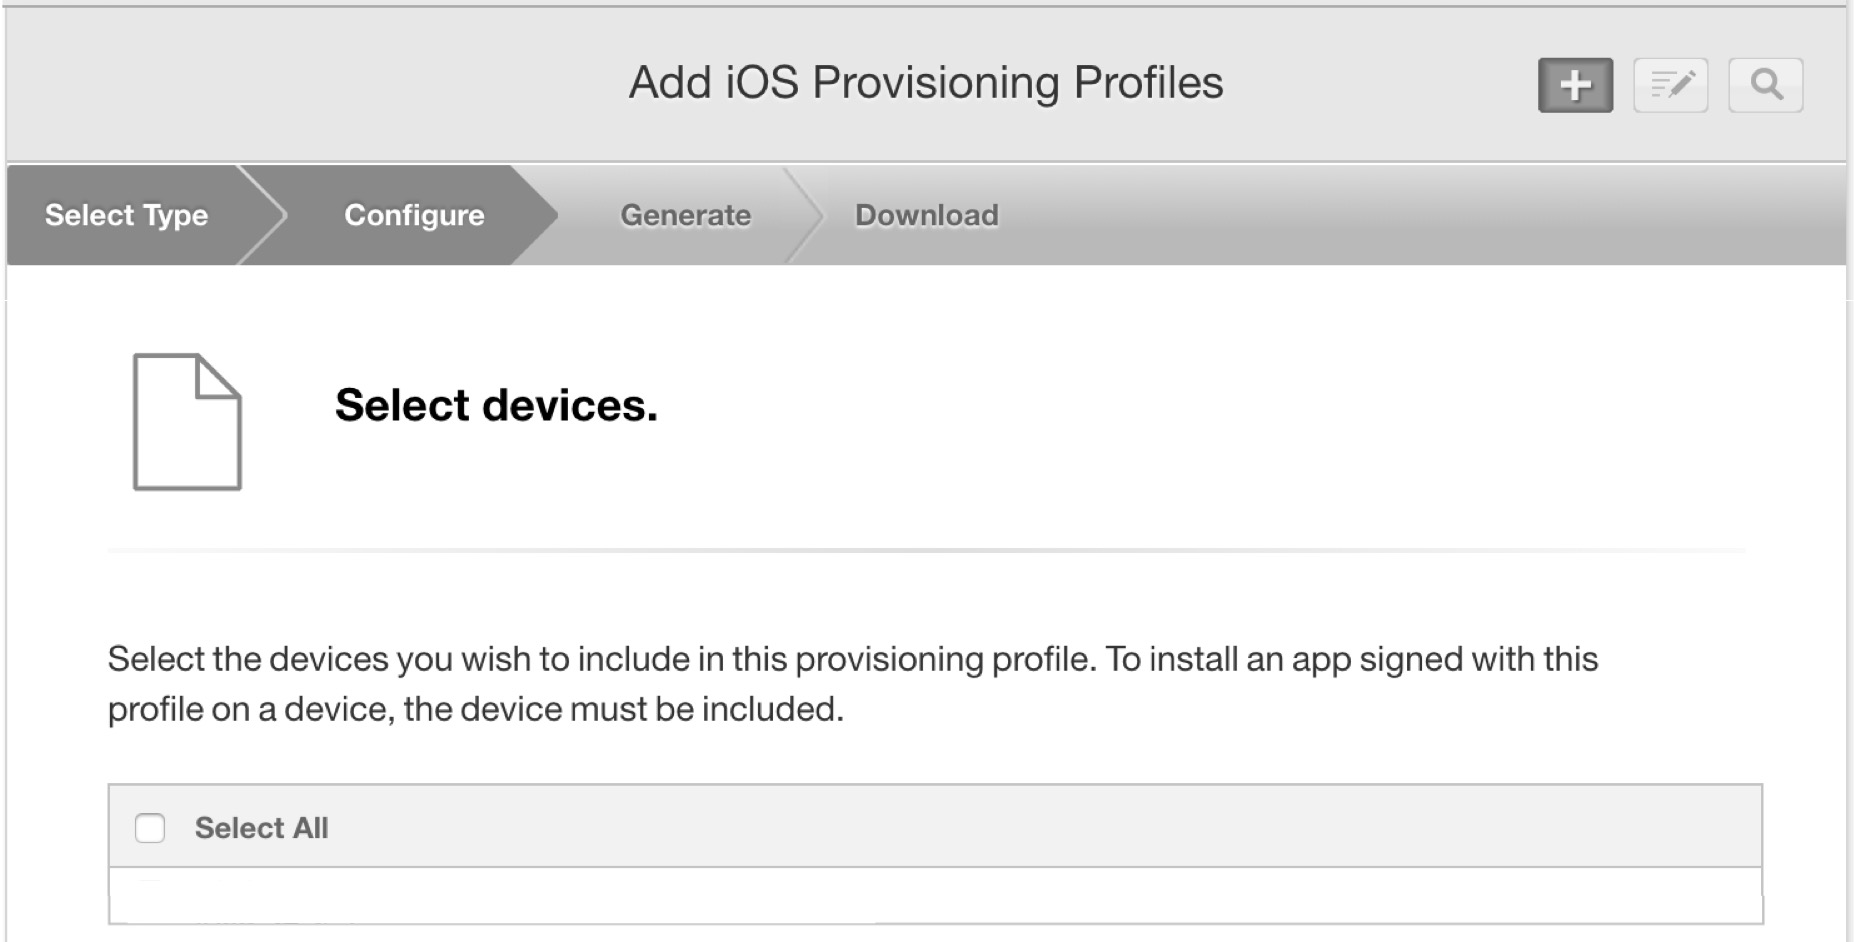 Add iOS Provisioning Profiles
Select Type
Configure
Generate
Download
Select devices.
Select the devices you wish to include in this provisioning profile. To install an app signed with this
profile on a device, the device must be included.
Select All